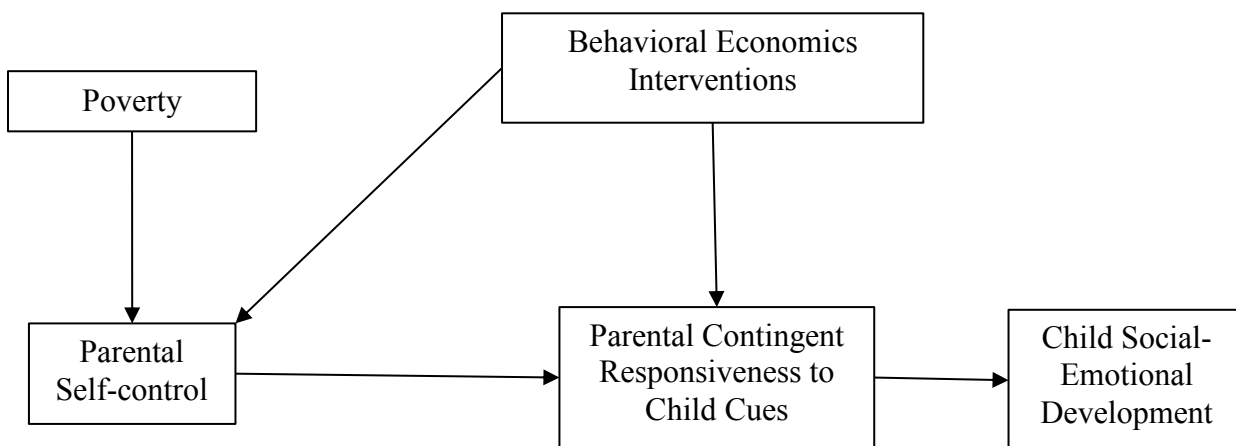 Behavioral Economics
Interventions
Poverty
Parental
Self-control
Parental Contingent
Responsiveness to
Child Cues
Child Social-
Emotional
Development